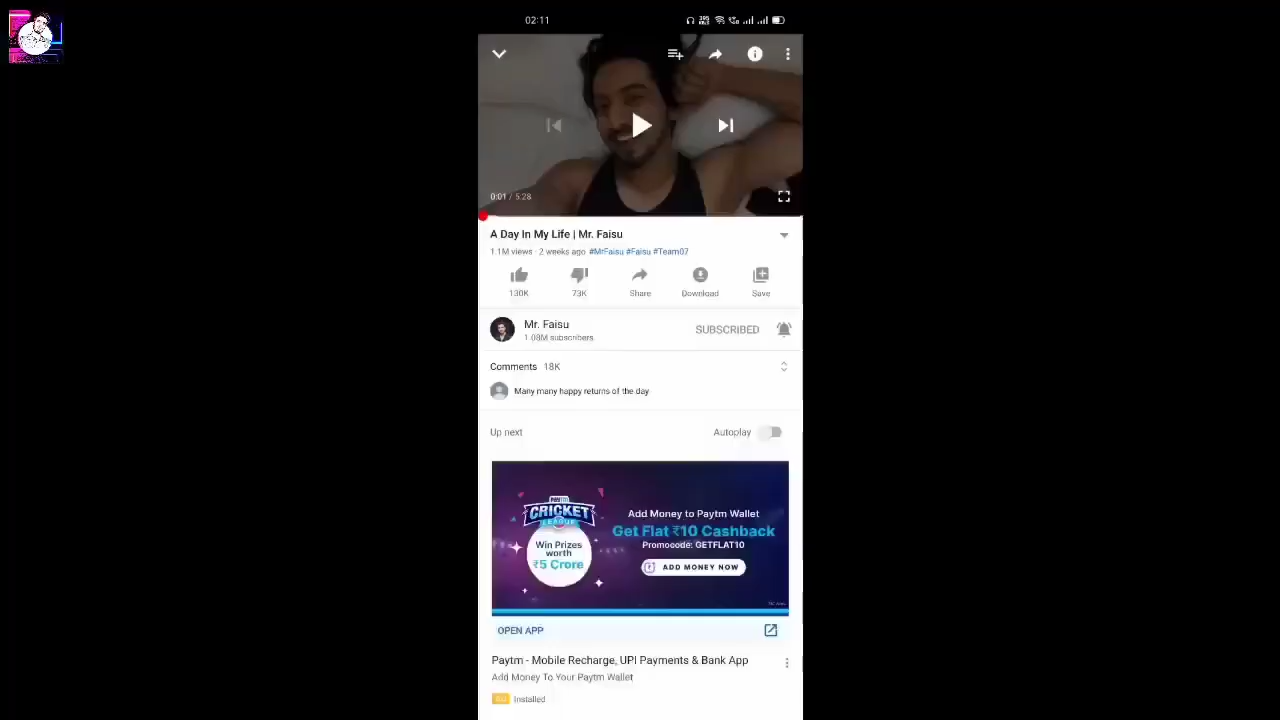 02:11
0:01 / 5:28
A Day In My Life | Mr. Faisu
1.1M views · 2 weeks ago #MrFaisu #Faisu #Team07
130K
73K
Share
Download
Save
Mr. Faisu
1.08M subscribers
SUBSCRIBED
Comments 18K
Many many happy returns of the day
Up next
Autoplay
CRICKET
LEAGUE
Win Prizes
worth
₹5 Crore
Add Money to Paytm Wallet
Get Flat ₹10 Cashback
Promocode: GETFLAT10
ADD MONEY NOW
OPEN APP
Paytm - Mobile Recharge, UPI Payments & Bank App
Add Money To Your Paytm Wallet
Ad
Installed